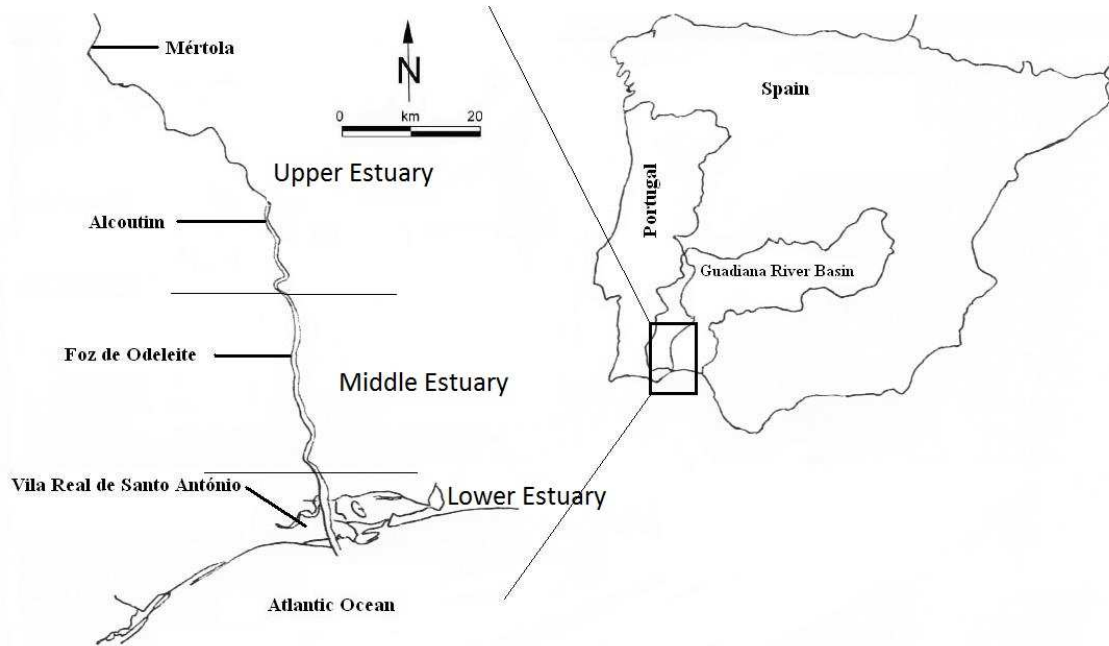 Mértola
N
0 km 20
Upper Estuary
Alcoutim
Foz de Odeleite
Middle Estuary
Vila Real de Santo António
Lower Estuary
Atlantic Ocean
Spain
Portugal
Guadiana River Basin